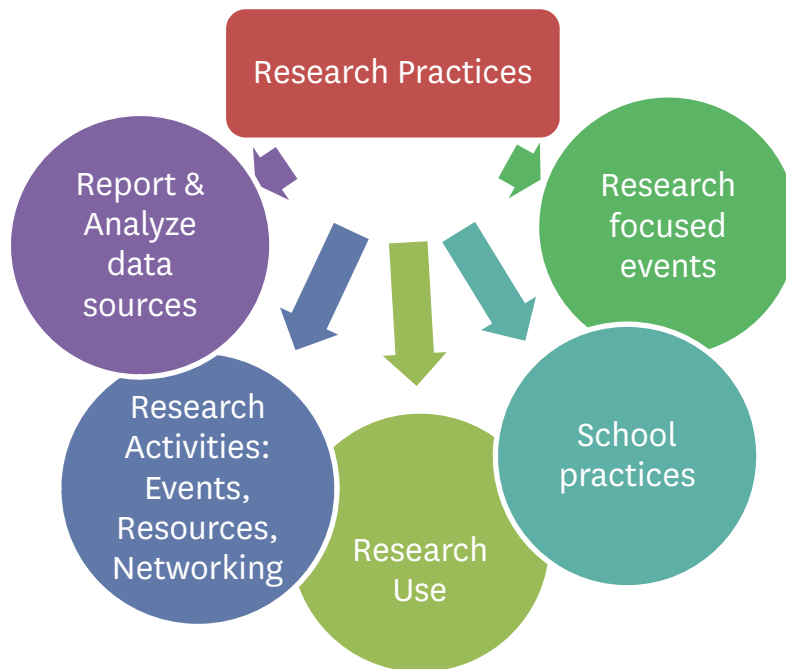 Research Practices
Report &
Analyze
data
sources
Research
focused
events
Research
Activities:
Events,
Resources,
Networking
School
practices
Research
Use